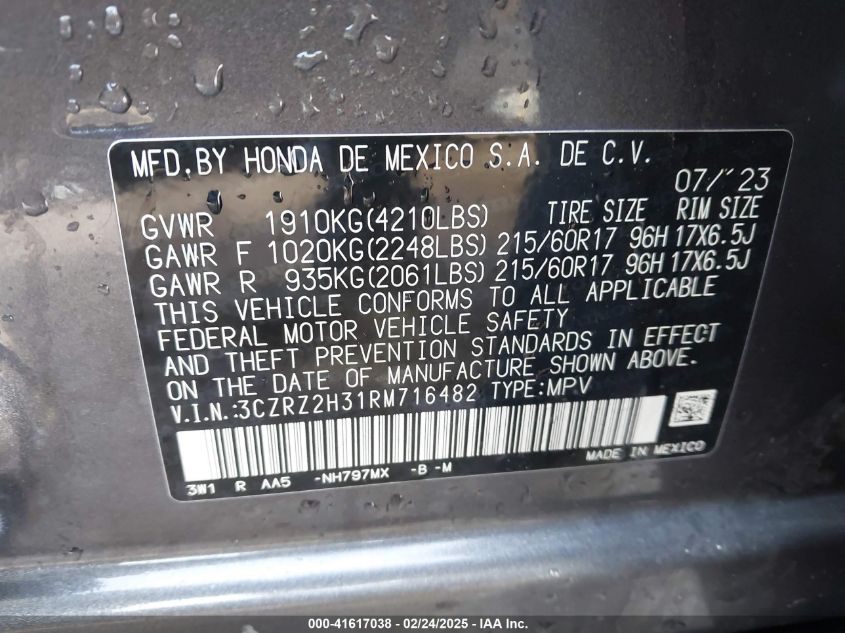 MFD.BY HONDA DE MEXICO S.A. DE C.V.
07/'23
GVWR 1910KG(4210LBS) TIRE SIZE RIM SIZE
GAWR F 1020KG(2248LBS) 215/60R17 96H 17X6.5J
GAWR R 935KG(2061LBS) 215/60R17 96H 17X6.5J
THIS VEHICLE CONFORMS TO ALL APPLICABLE
FEDERAL MOTOR VEHICLE SAFETY
AND THEFT PREVENTION STANDARDS IN EFFECT
ON THE DATE OF MANUFACTURE SHOWN ABOVE.
V.I.N.:3CZRZ2H31RM716482 TYPE:MPV
MADE IN MEXICO
3W1 R AA5 -NH797MX -B -M
000-41617038 - 02/24/2025 - IAA Inc.